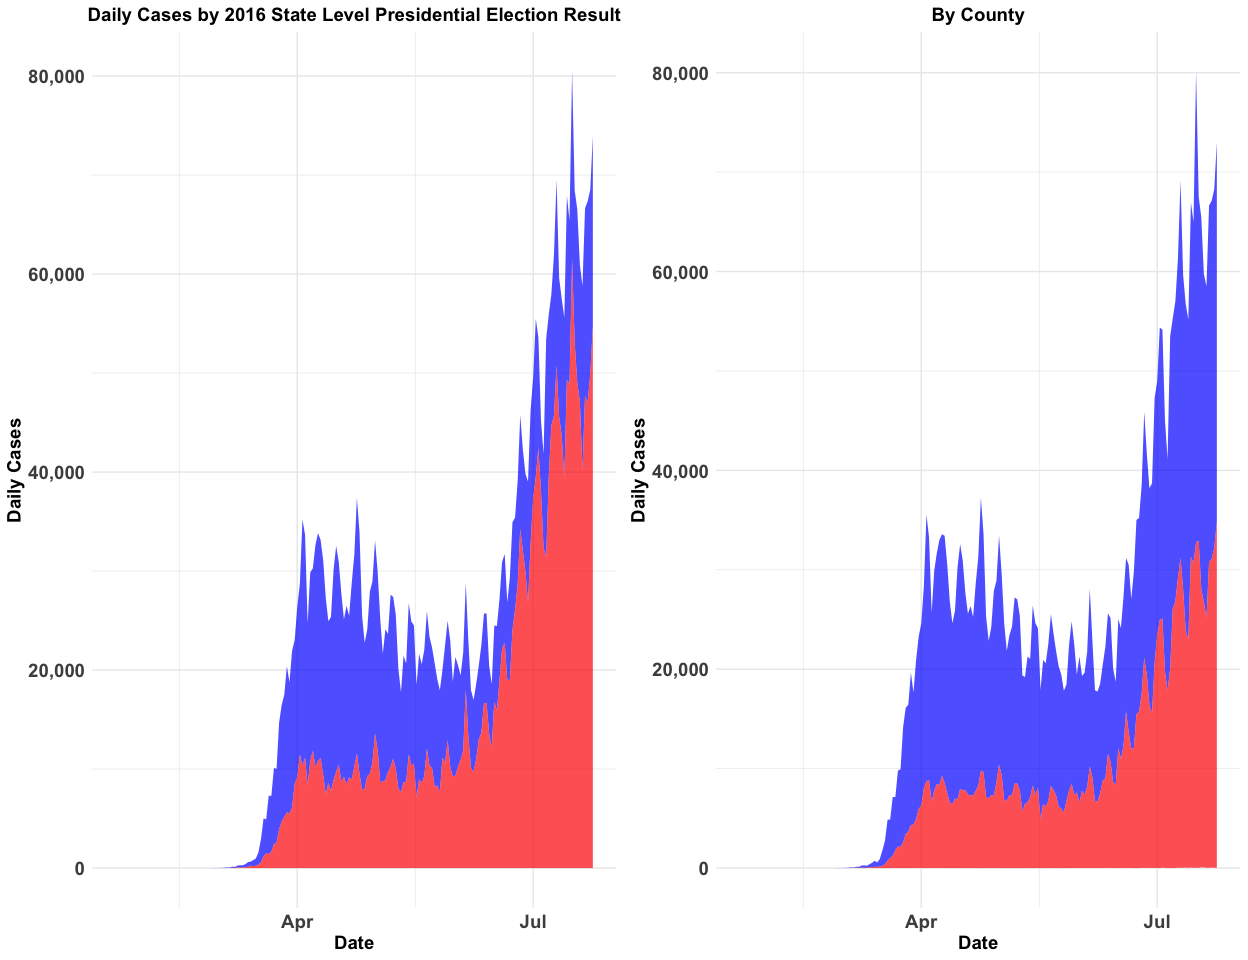 Daily Cases by 2016 State Level Presidential Election Result
80,000
60,000
40,000
20,000
0
Daily Cases
Apr
Jul
Date
By County
80,000
60,000
40,000
20,000
0
Daily Cases
Apr
Jul
Date